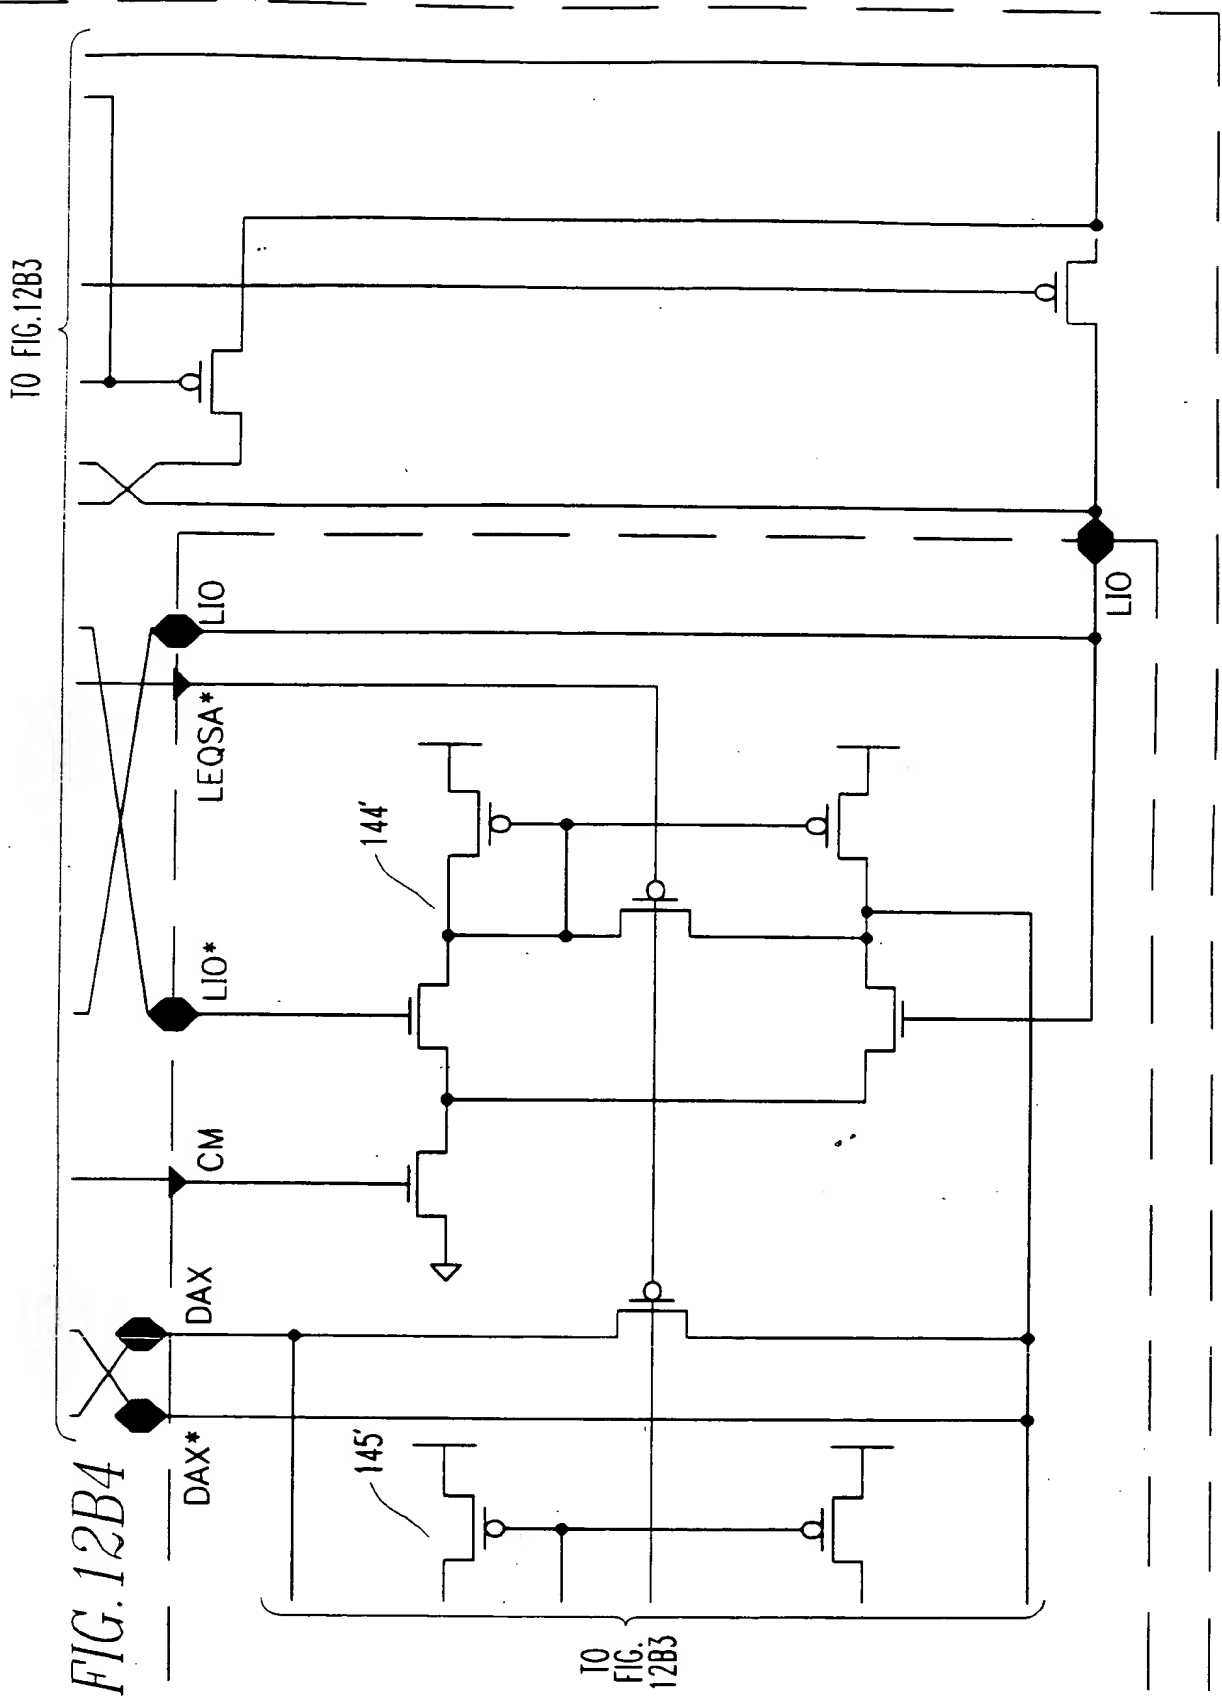 FIG. 12B4
TO FIG. 12B3
DAX*
DAX
CM
LIO*
LEQSA*
LIO
145'
144'
LIO
TO
FIG.
12B3